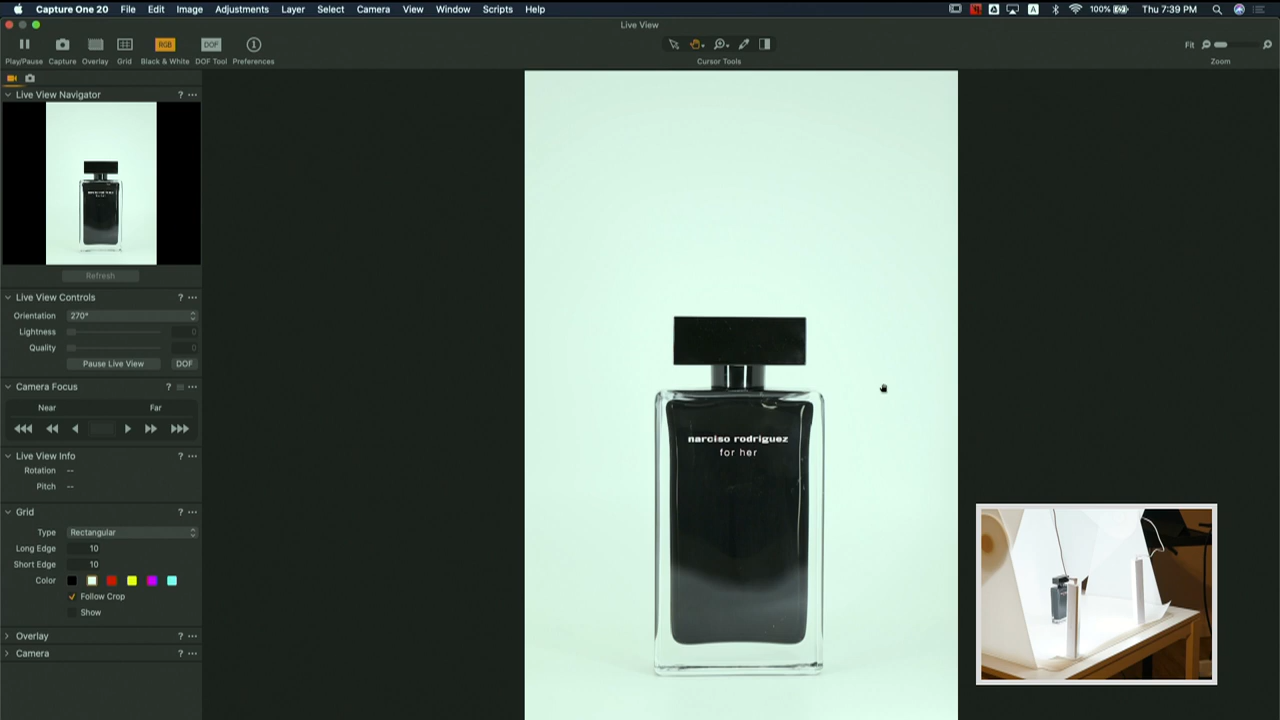 Capture One 20 File Edit Image Adjustments Layer Select Camera View Window Scripts Help
100% Thu 7:39 PM
Live View
Play/Pause Capture Overlay Grid RGB Black & White DOF DOF Tool 1 Preferences
Cursor Tools
Fit
Zoom
Live View Navigator ? ...
Refresh
Live View Controls ? ...
Orientation 270°
Lightness 0
Quality 0
Pause Live View DOF
Camera Focus ? ...
Near Far
Live View Info ? ...
Rotation --
Pitch --
Grid ? ...
Type Rectangular
Long Edge 10
Short Edge 10
Color
Follow Crop
Show
Overlay ? ...
Camera ? ...
narciso rodriguez
for her